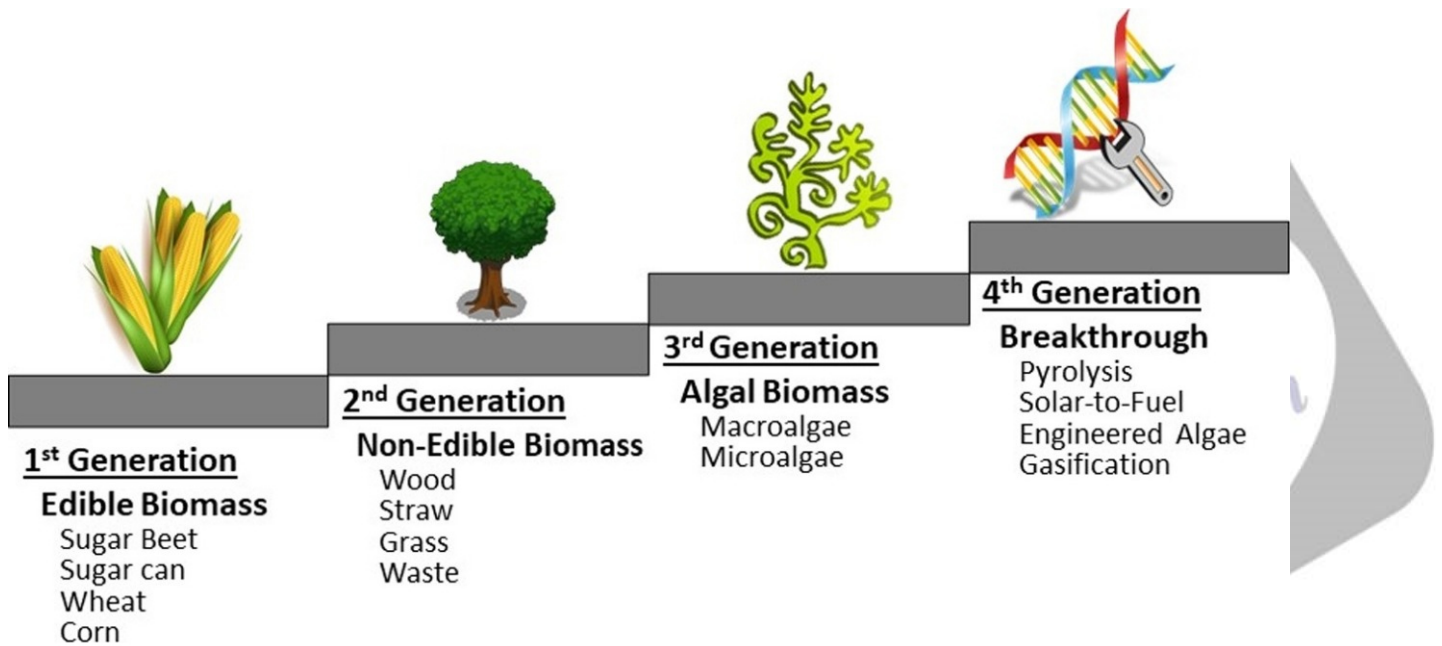 1st Generation
Edible Biomass
Sugar Beet
Sugar can
Wheat
Corn
2nd Generation
Non-Edible Biomass
Wood
Straw
Grass
Waste
3rd Generation
Algal Biomass
Macroalgae
Microalgae
4th Generation
Breakthrough
Pyrolysis
Solar-to-Fuel
Engineered Algae
Gasification